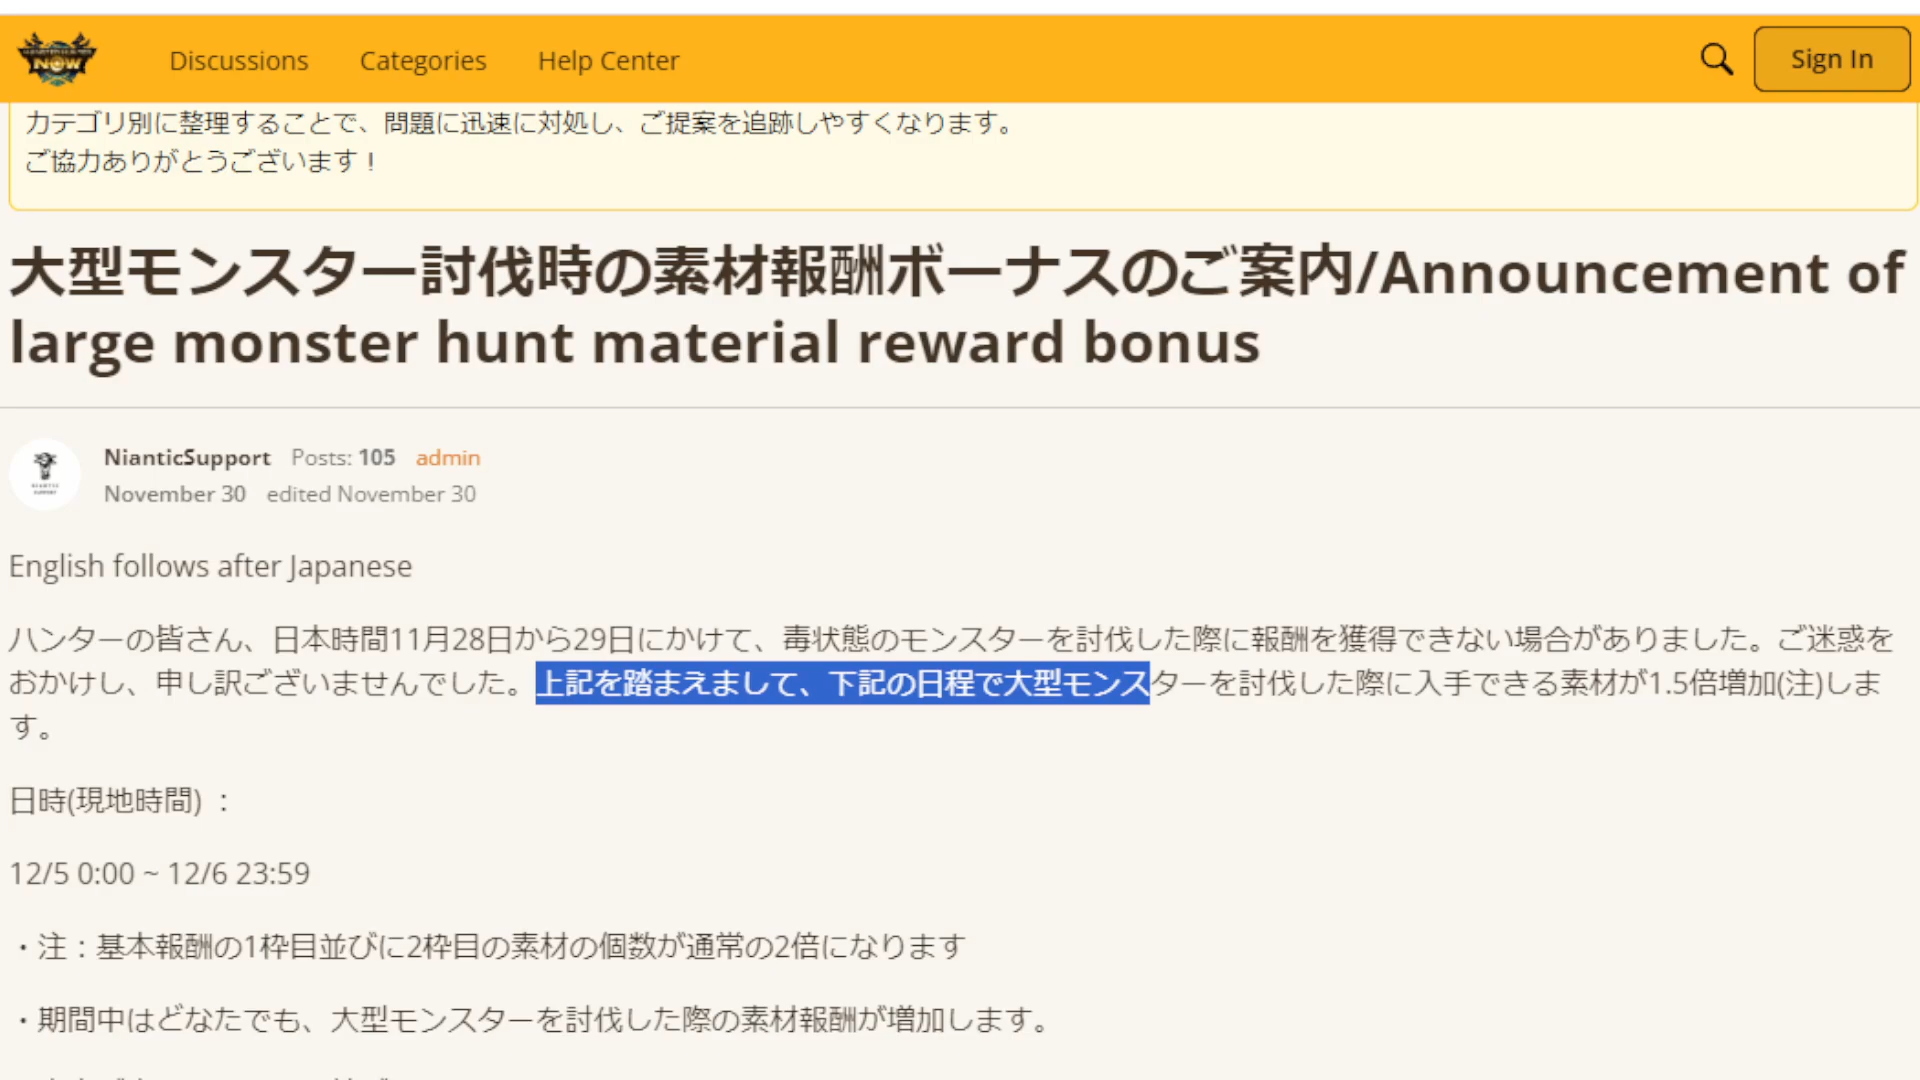 NOW
Discussions Categories Help Center Sign In
カテゴリ別に整理することで、問題に迅速に対処し、ご提案を追跡しやすくなります。
ご協力ありがとうございます！
大型モンスター討伐時の素材報酬ボーナスのご案内/Announcement of
large monster hunt material reward bonus
NianticSupport Posts: 105 admin
November 30 edited November 30
English follows after Japanese
ハンターの皆さん、日本時間11月28日から29日にかけて、毒状態のモンスターを討伐した際に報酬を獲得できない場合がありました。ご迷惑を
おかけし、申し訳ございませんでした。上記を踏まえまして、下記の日程で大型モンスターを討伐した際に入手できる素材が1.5倍増加(注)しま
す。
日時(現地時間) ：
12/5 0:00 ~ 12/6 23:59
・注：基本報酬の1枠目並びに2枠目の素材の個数が通常の2倍になります
・期間中はどなたでも、大型モンスターを討伐した際の素材報酬が増加します。